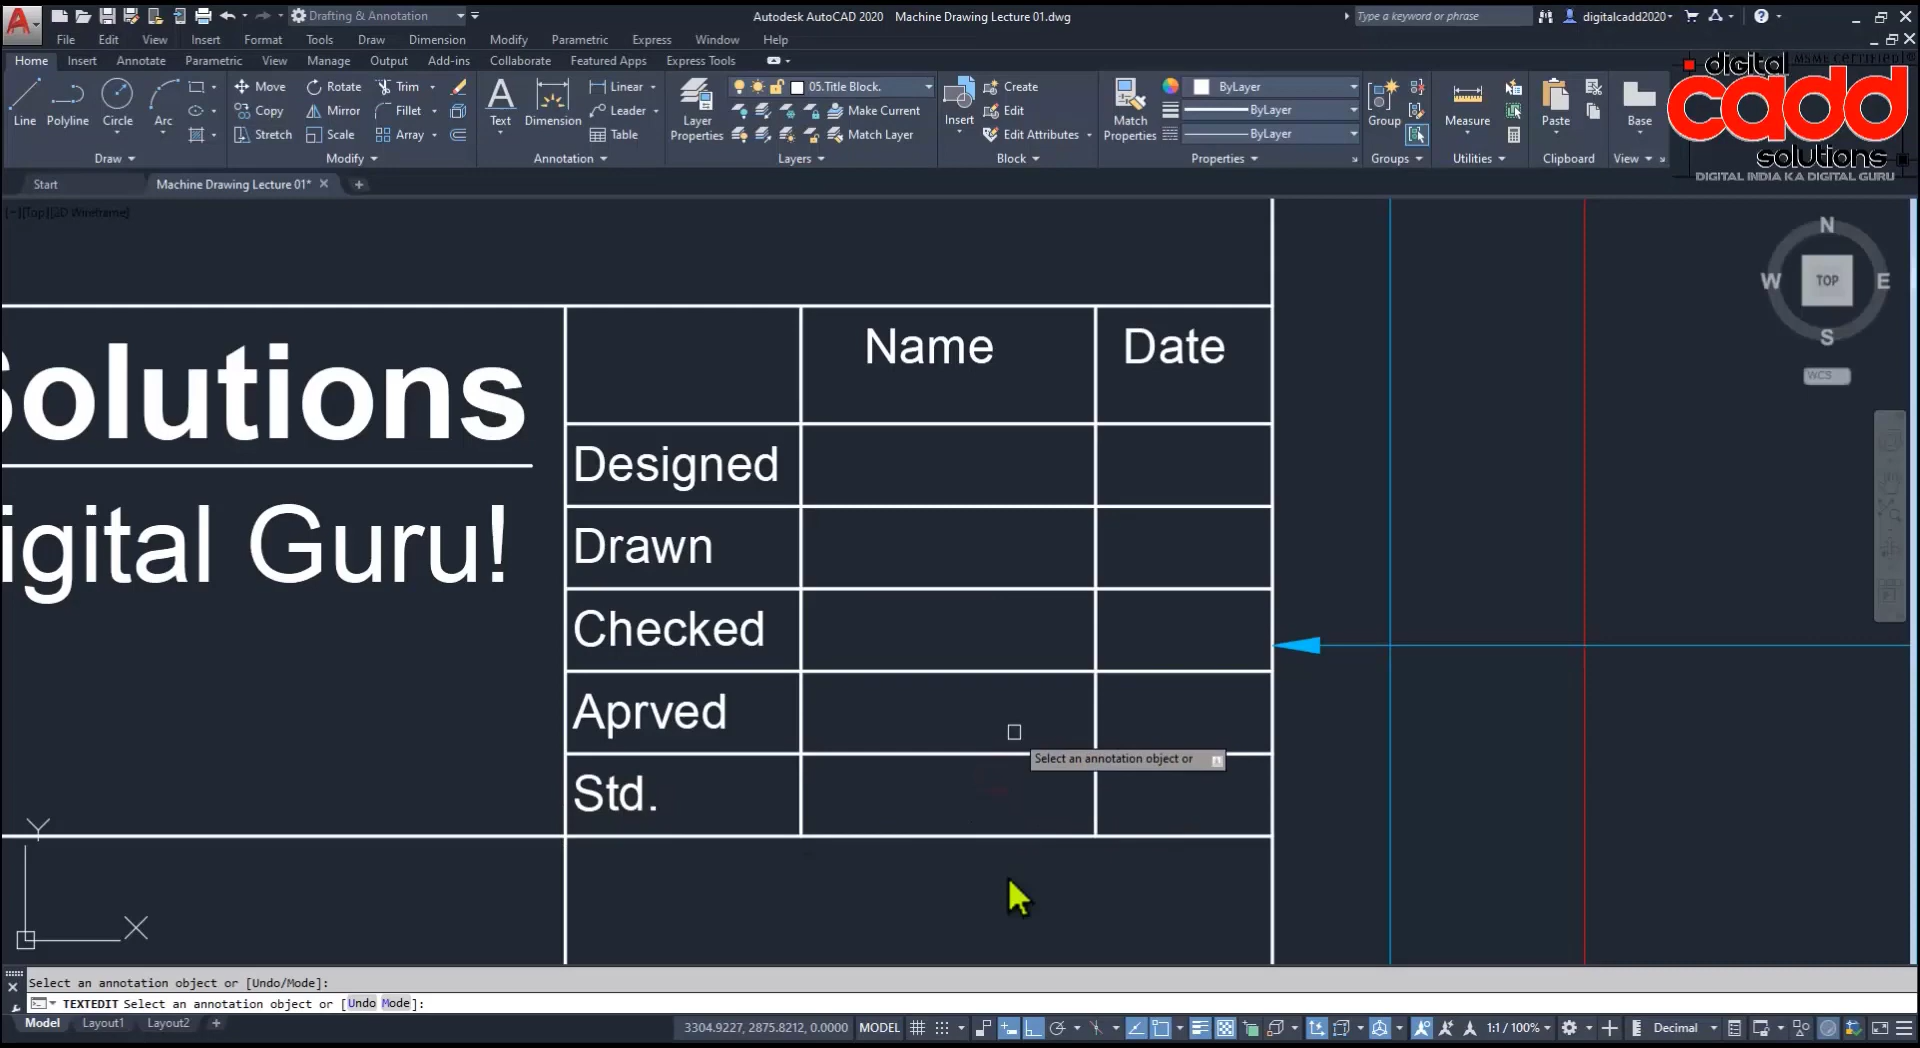 Drafting & Annotation
Autodesk AutoCAD 2020 Machine Drawing Lecture 01.dwg
Type a keyword or phrase
digitalcadd2020
File Edit View Insert Format Tools Draw Dimension Modify Parametric Express Window Help
Home Insert Annotate Parametric View Manage Output Add-ins Collaborate Featured Apps Express Tools
Line Polyline Circle Arc
Move Rotate Trim
Copy Mirror Fillet
Stretch Scale Array
Text Dimension
Linear
Leader
Table
Layer Properties
05.Title Block.
Make Current
Match Layer
Insert
Create
Edit
Edit Attributes
Match Properties
ByLayer
ByLayer
ByLayer
Group
Measure
Paste
Base
Draw Modify Annotation Layers Block Properties Groups Utilities Clipboard View
digital
MSME Certified
cadd
solutions
DIGITAL INDIA KA DIGITAL GURU
Start
Machine Drawing Lecture 01*
[−][Top][2D Wireframe]
N
W TOP E
S
WCS
Name Date
Solutions
Designed
igital Guru!
Drawn
Checked
Aprved
Select an annotation object or
Std.
Y
X
Select an annotation object or [Undo/Mode]:
TEXTEDIT Select an annotation object or [Undo Mode]:
Model Layout1 Layout2
3304.9227, 2875.8212, 0.0000 MODEL
1:1 / 100%
Decimal